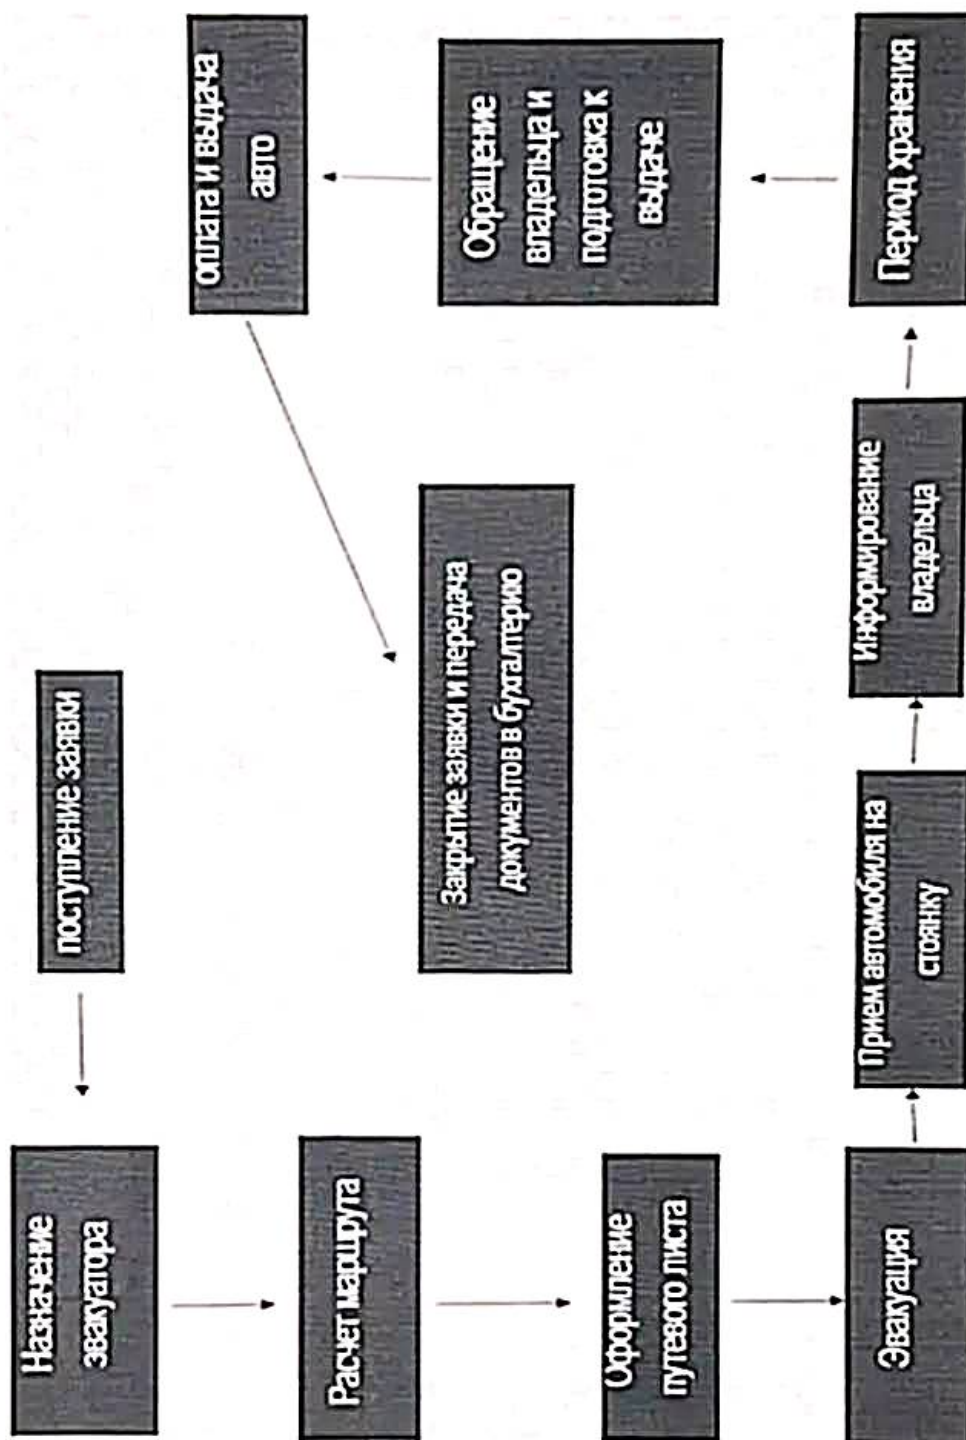 поступление заявки
Назначение
эвакуатора
Расчет маршрута
Оформление
путевого листа
Эвакуация
Прием автомобиля на
стоянку
Информирование
владельца
Период хранения
Обращение
владельца и
подготовка к
выдаче
оплата и выдача
авто
Закрытие заявки и передача
документов в бухгалтерию